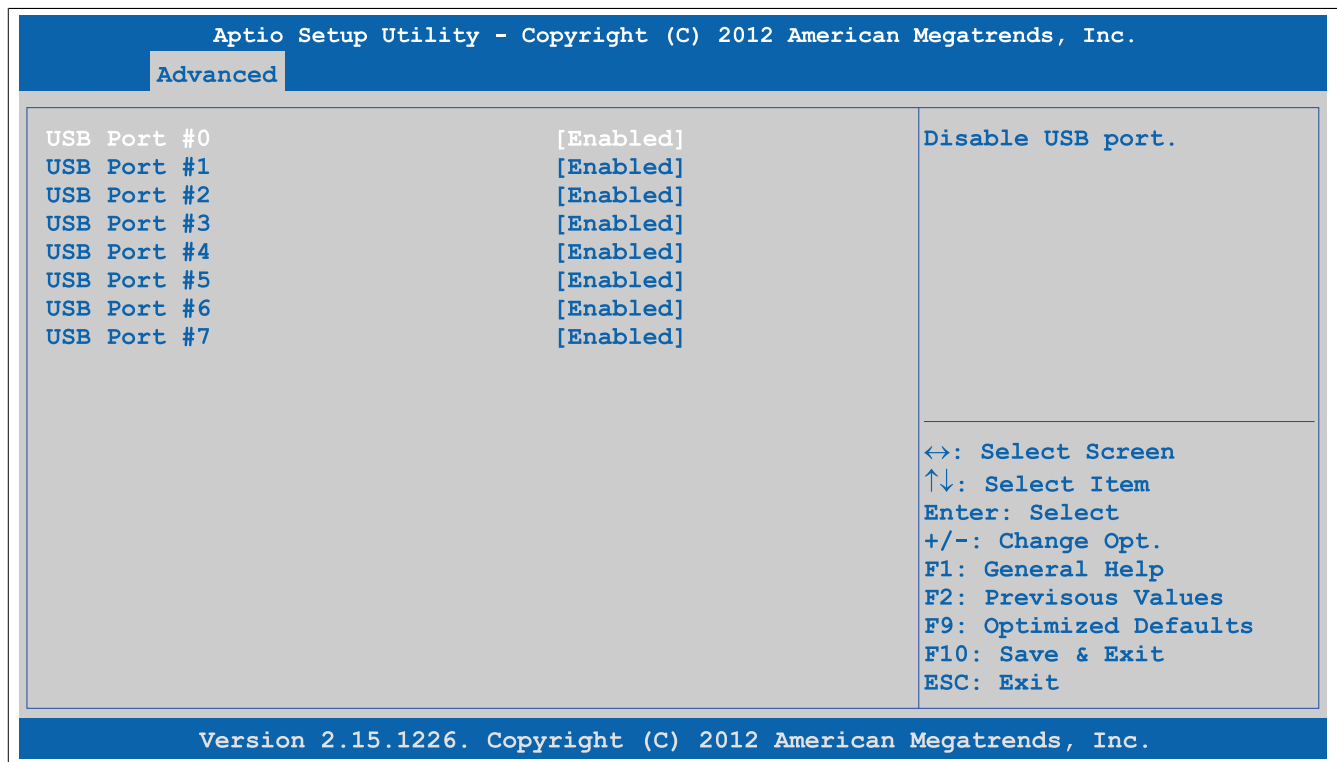 Aptio Setup Utility - Copyright (C) 2012 American Megatrends, Inc.
Advanced
USB Port #0 [Enabled]
USB Port #1 [Enabled]
USB Port #2 [Enabled]
USB Port #3 [Enabled]
USB Port #4 [Enabled]
USB Port #5 [Enabled]
USB Port #6 [Enabled]
USB Port #7 [Enabled]
Disable USB port.
↔: Select Screen
↑↓: Select Item
Enter: Select
+/-: Change Opt.
F1: General Help
F2: Previsous Values
F9: Optimized Defaults
F10: Save & Exit
ESC: Exit
Version 2.15.1226. Copyright (C) 2012 American Megatrends, Inc.